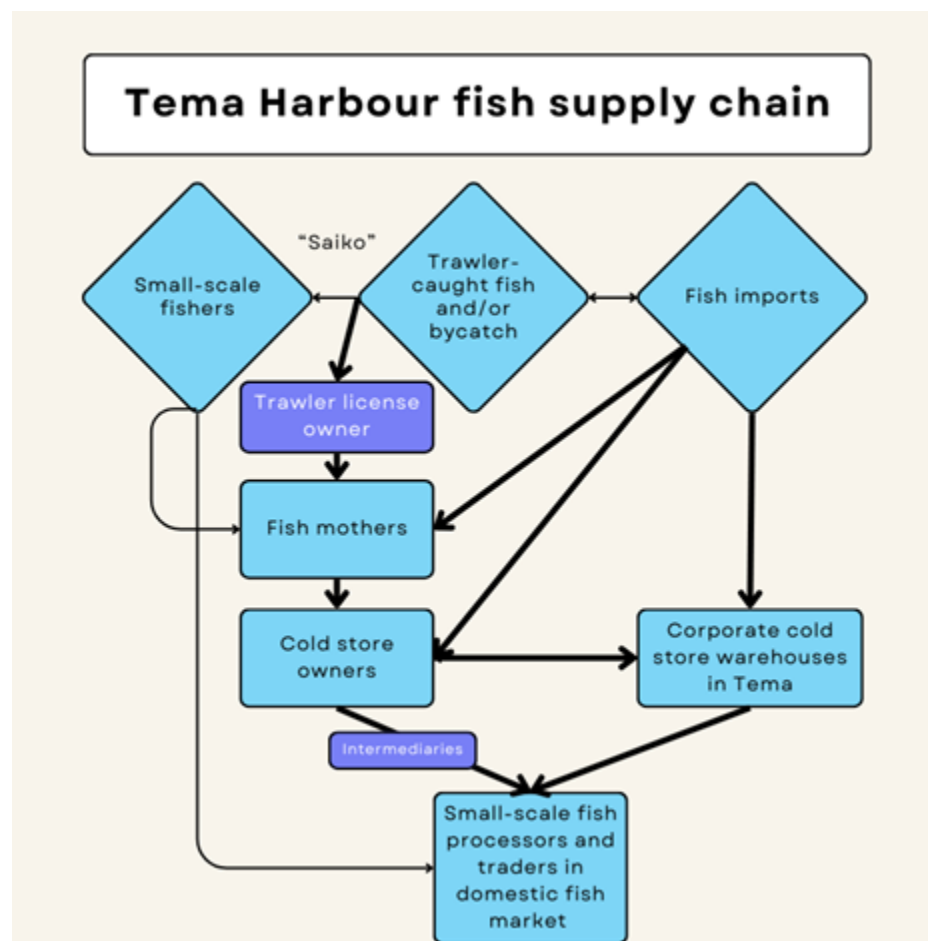 Tema Harbour fish supply chain
“Saiko”
Small-scale
fishers
Trawler-
caught fish
and/or
bycatch
Fish imports
Trawler license
owner
Fish mothers
Cold store
owners
Corporate cold
store warehouses
in Tema
Intermediaries
Small-scale fish
processors and
traders in
domestic fish
market